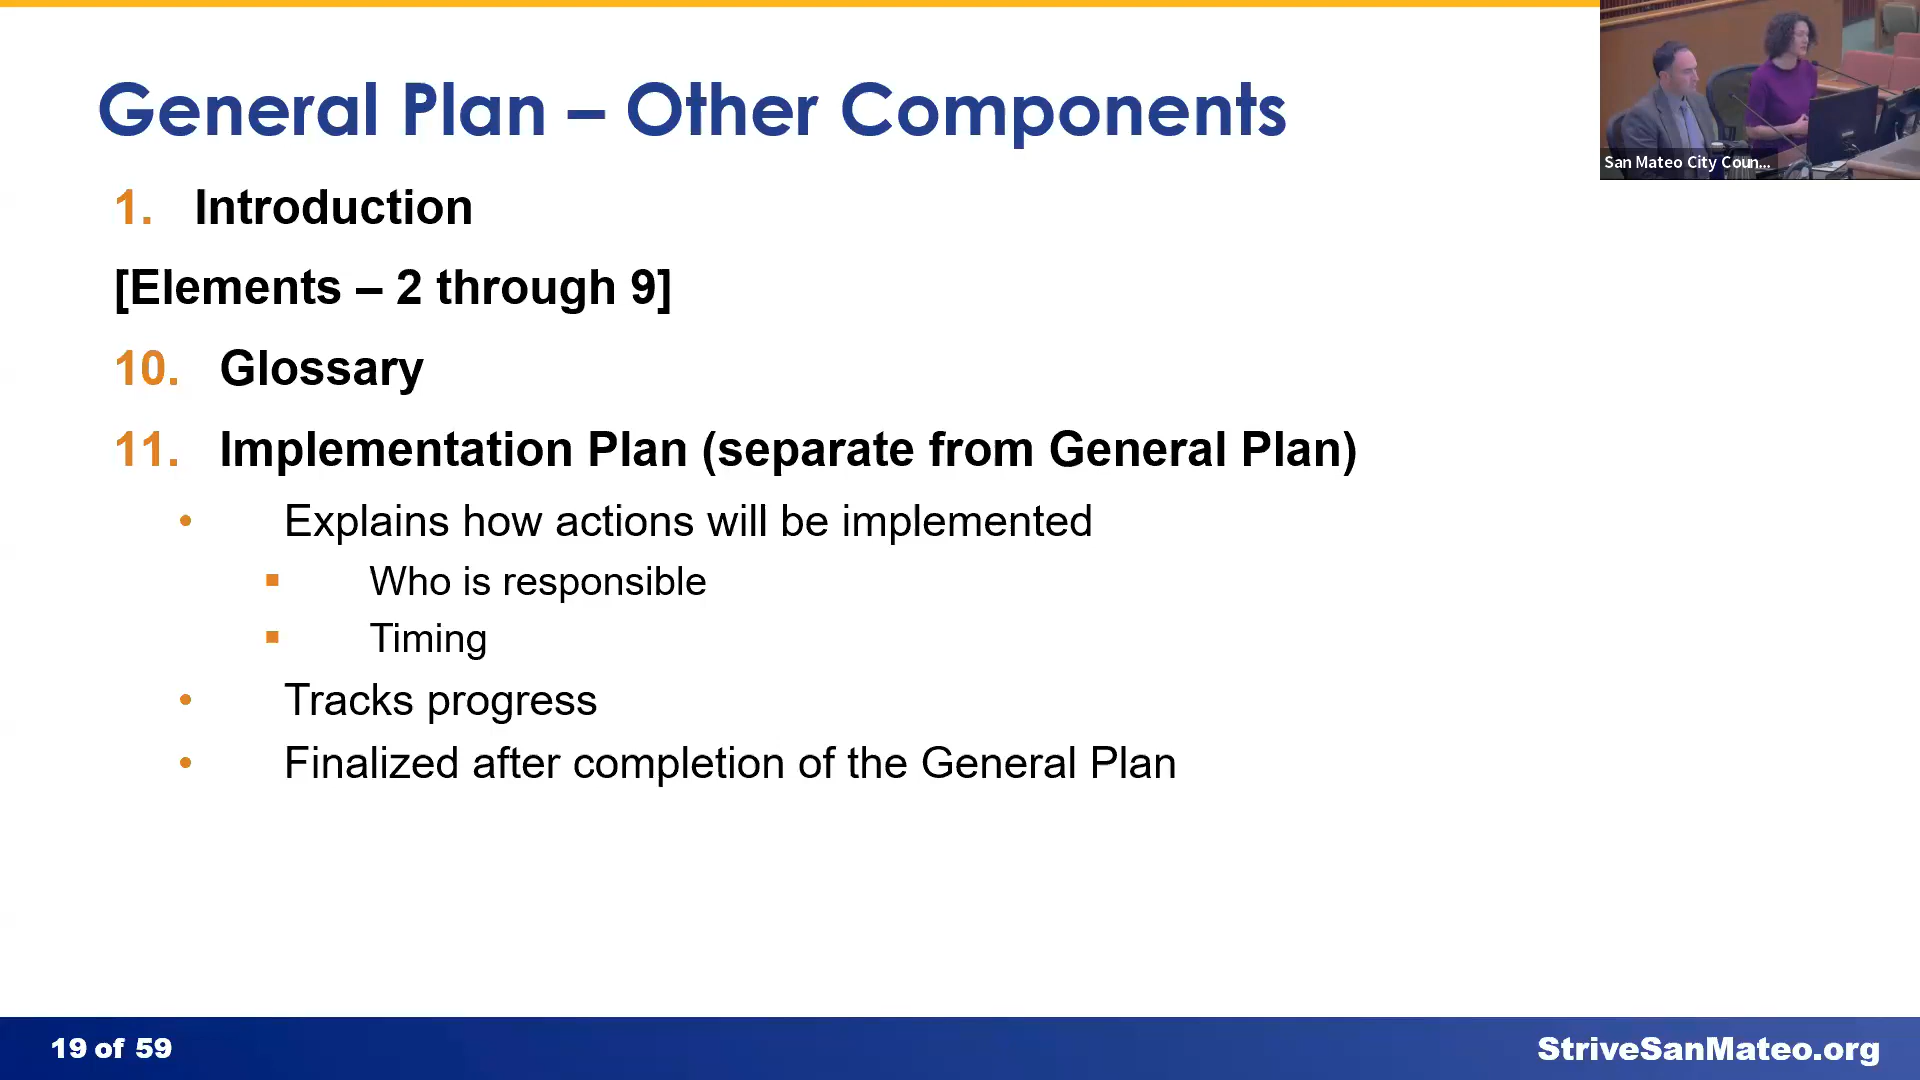 General Plan – Other Components
San Mateo City Coun...
1. Introduction
[Elements – 2 through 9]
10. Glossary
11. Implementation Plan (separate from General Plan)
• Explains how actions will be implemented
▪ Who is responsible
▪ Timing
• Tracks progress
• Finalized after completion of the General Plan
19 of 59
StriveSanMateo.org